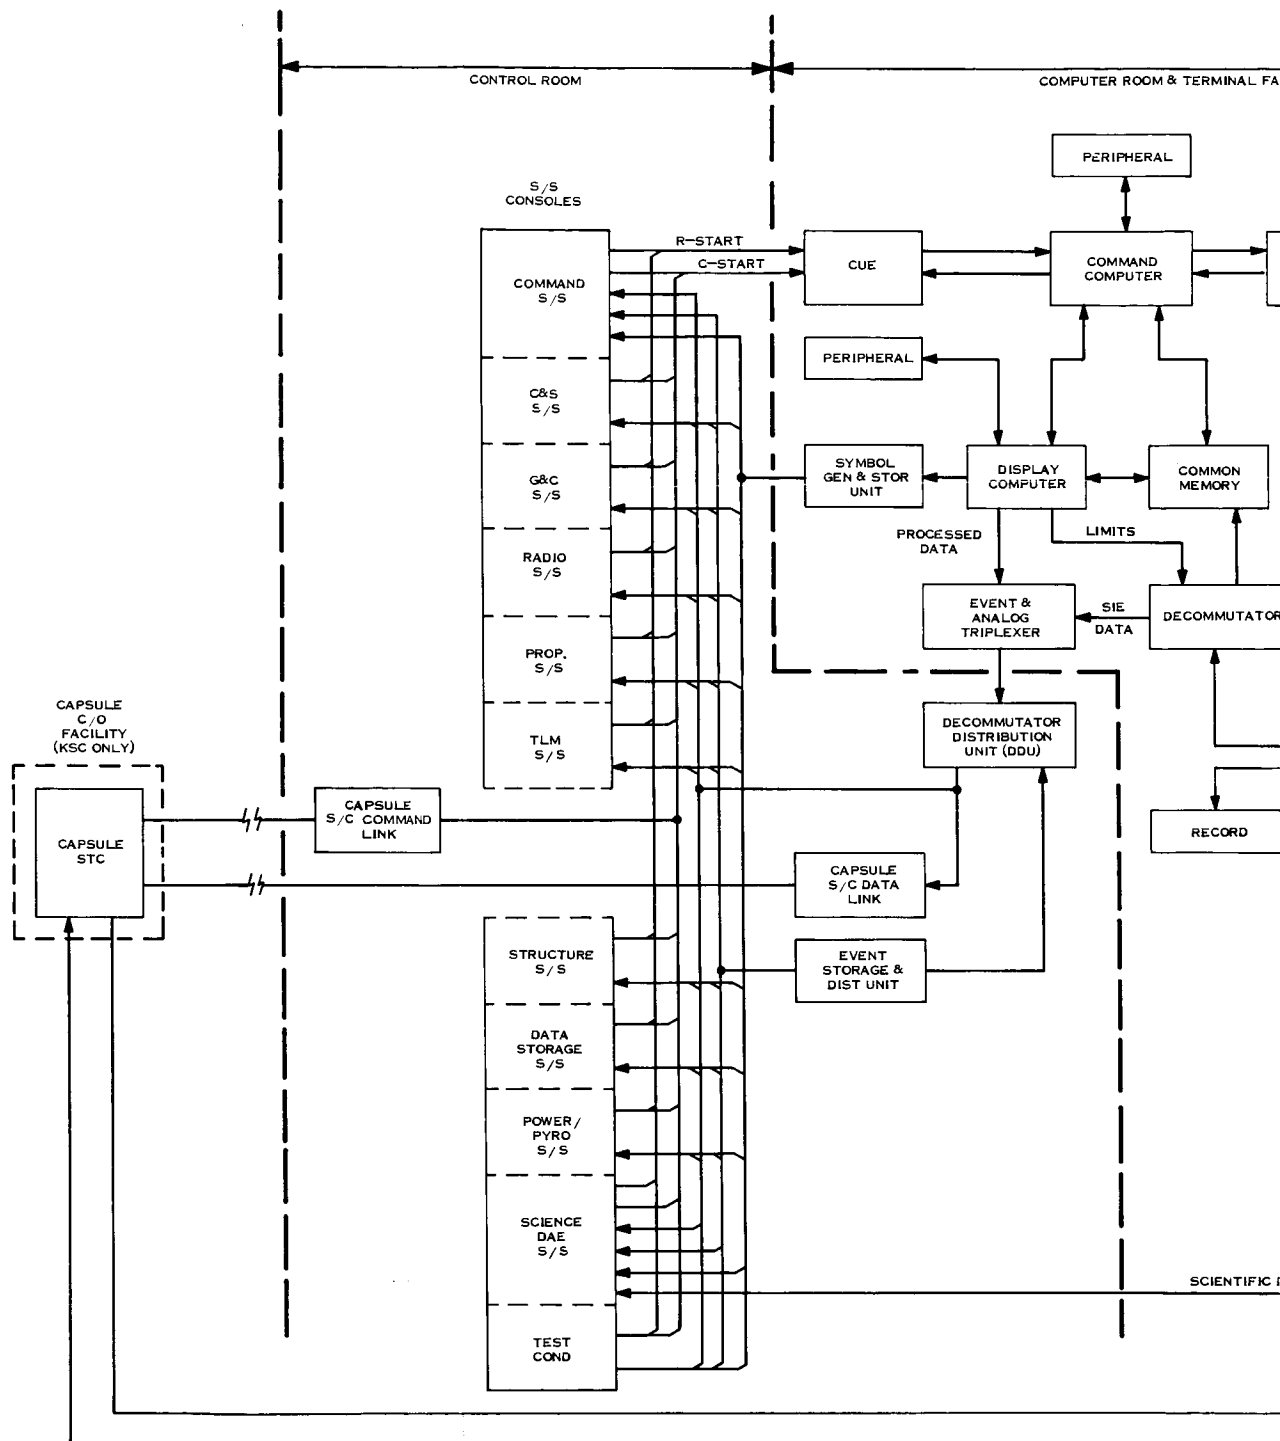 CONTROL ROOM
COMPUTER ROOM & TERMINAL FA
PERIPHERAL
S/S
CONSOLES
R-START
C-START
COMMAND
S/S
CUE
COMMAND
COMPUTER
PERIPHERAL
C&S
S/S
G&C
S/S
SYMBOL
GEN & STOR
UNIT
DISPLAY
COMPUTER
COMMON
MEMORY
PROCESSED
DATA
LIMITS
RADIO
S/S
EVENT &
ANALOG
TRIPLEXER
SIE
DATA
DECOMMUTATOR
PROP.
S/S
TLM
S/S
DECOMMUTATOR
DISTRIBUTION
UNIT (DDU)
CAPSULE
C/O
FACILITY
(KSC ONLY)
CAPSULE
STC
CAPSULE
S/C COMMAND
LINK
RECORD
CAPSULE
S/C DATA
LINK
STRUCTURE
S/S
EVENT
STORAGE &
DIST UNIT
DATA
STORAGE
S/S
POWER/
PYRO
S/S
SCIENCE
DAE
S/S
SCIENTIFIC
TEST
COND